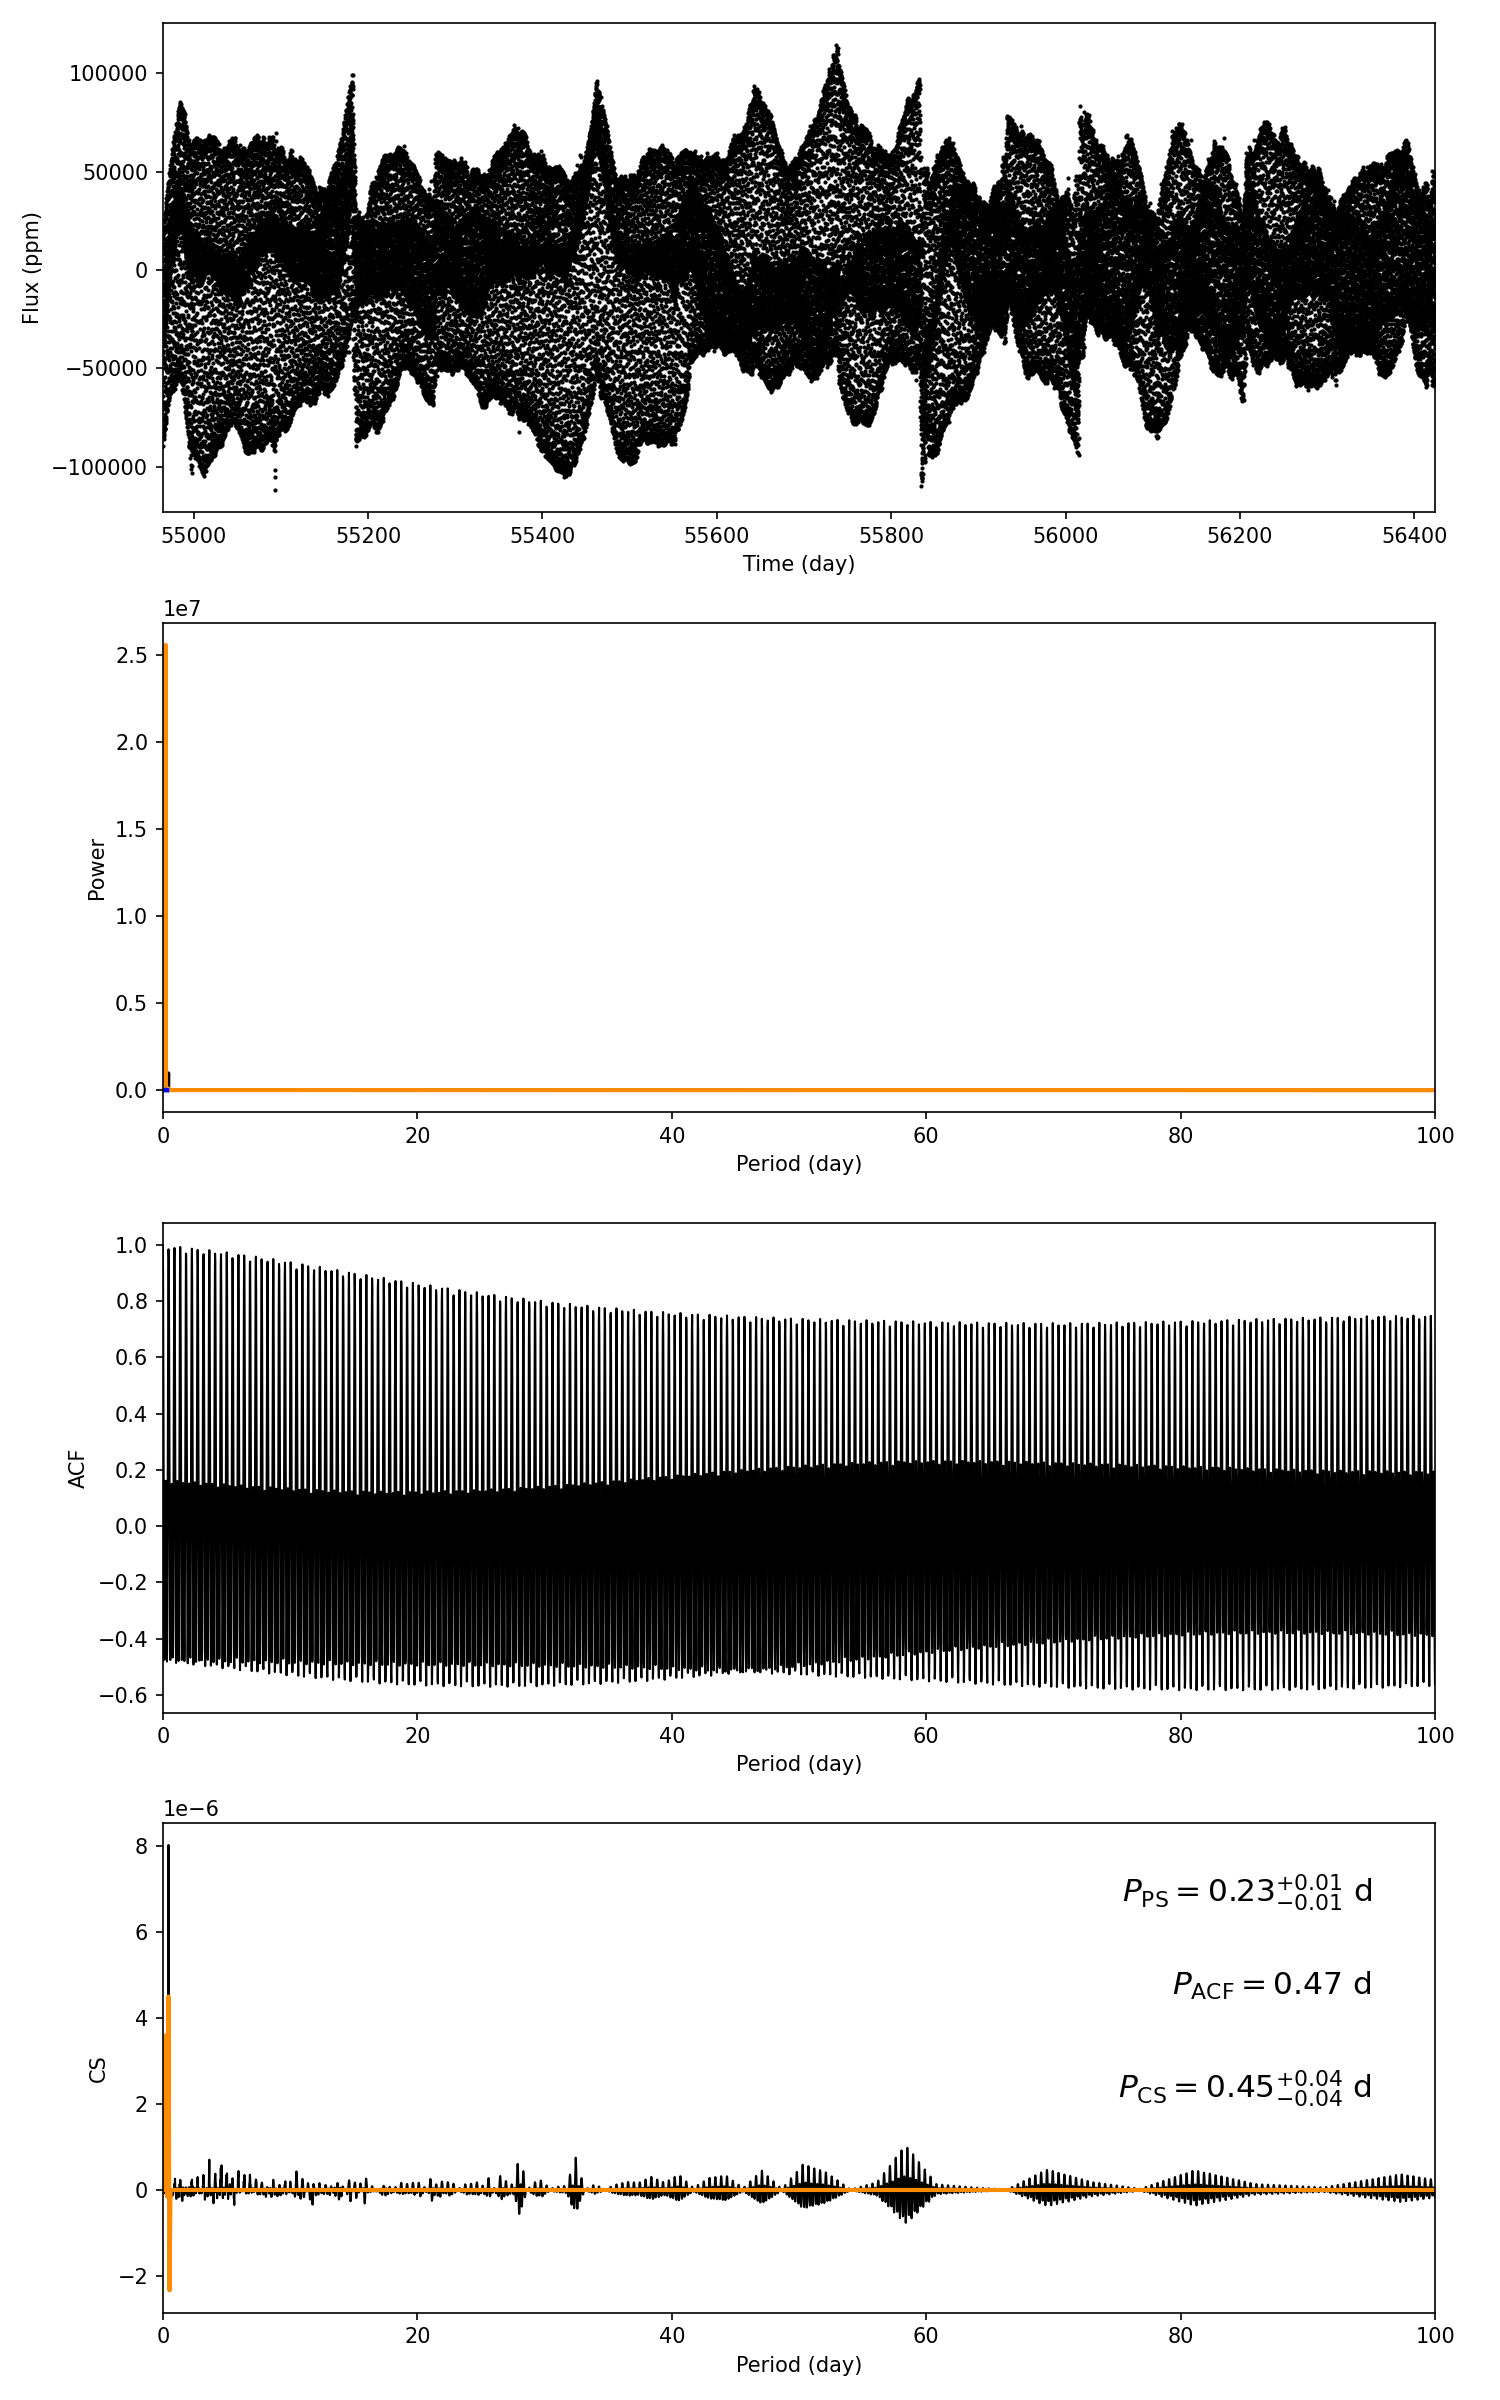 100000
50000
0
−50000
−100000
Flux (ppm)
55000 55200 55400 55600 55800 56000 56200 56400
Time (day)
1e7
2.5
2.0
1.5
1.0
0.5
0.0
Power
0 20 40 60 80 100
Period (day)
1.0
0.8
0.6
0.4
0.2
0.0
−0.2
−0.4
−0.6
ACF
0 20 40 60 80 100
Period (day)
1e−6
8
6
4
2
0
−2
CS
P_PS = 0.23^{+0.01}_{−0.01} d
P_ACF = 0.47 d
P_CS = 0.45^{+0.04}_{−0.04} d
0 20 40 60 80 100
Period (day)